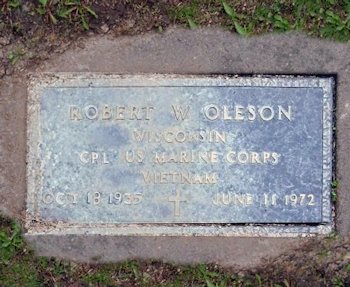 ROBERT W OLESON
WISCONSIN
CPL US MARINE CORPS
VIETNAM
OCT 18 1935 JUNE 11 1972